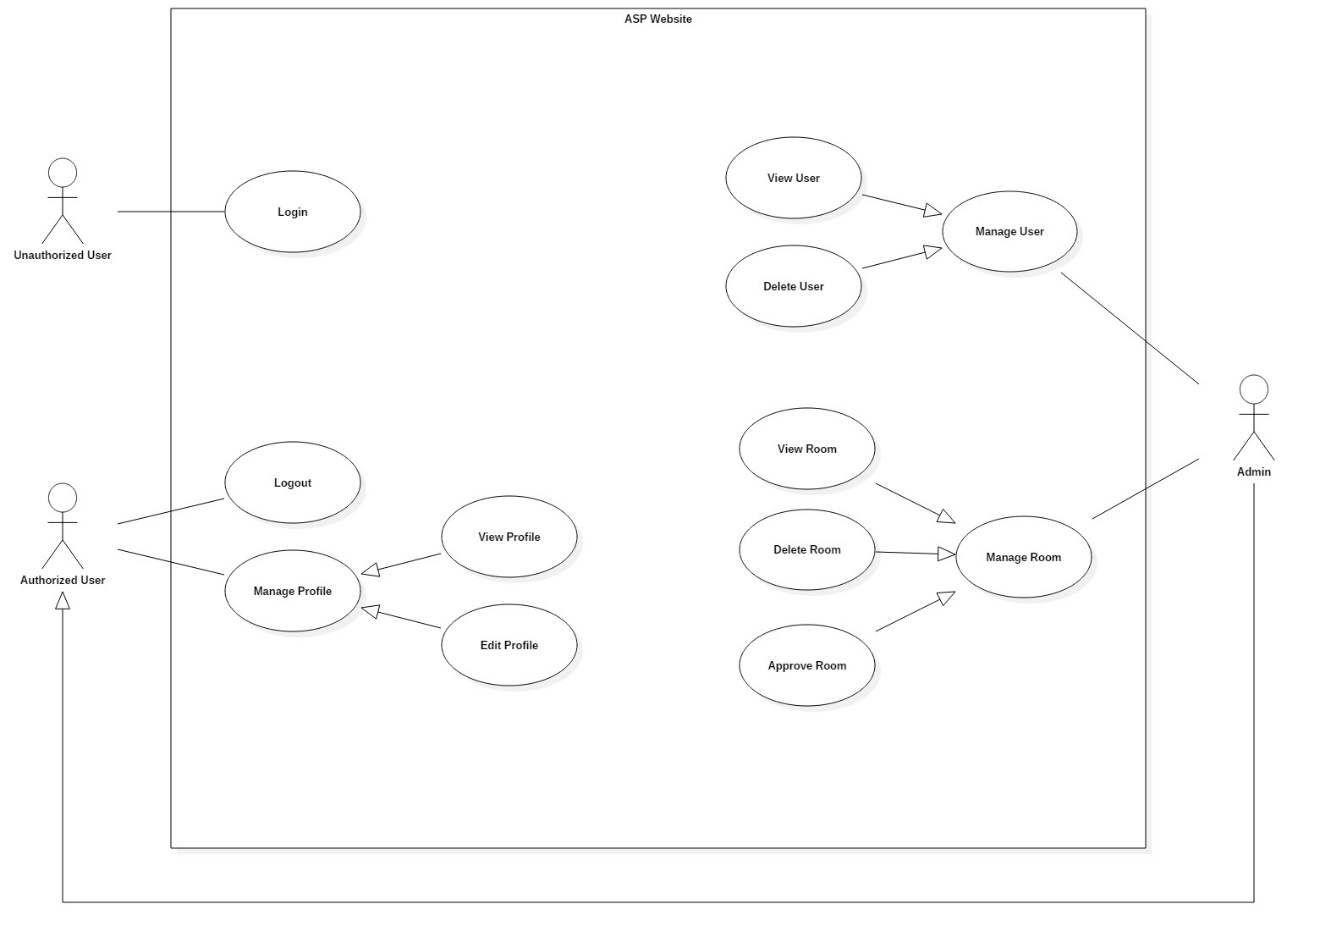 ASP Website
View User
Login
Manage User
Unauthorized User
Delete User
View Room
Admin
Logout
View Profile
Delete Room
Manage Room
Authorized User
Manage Profile
Edit Profile
Approve Room